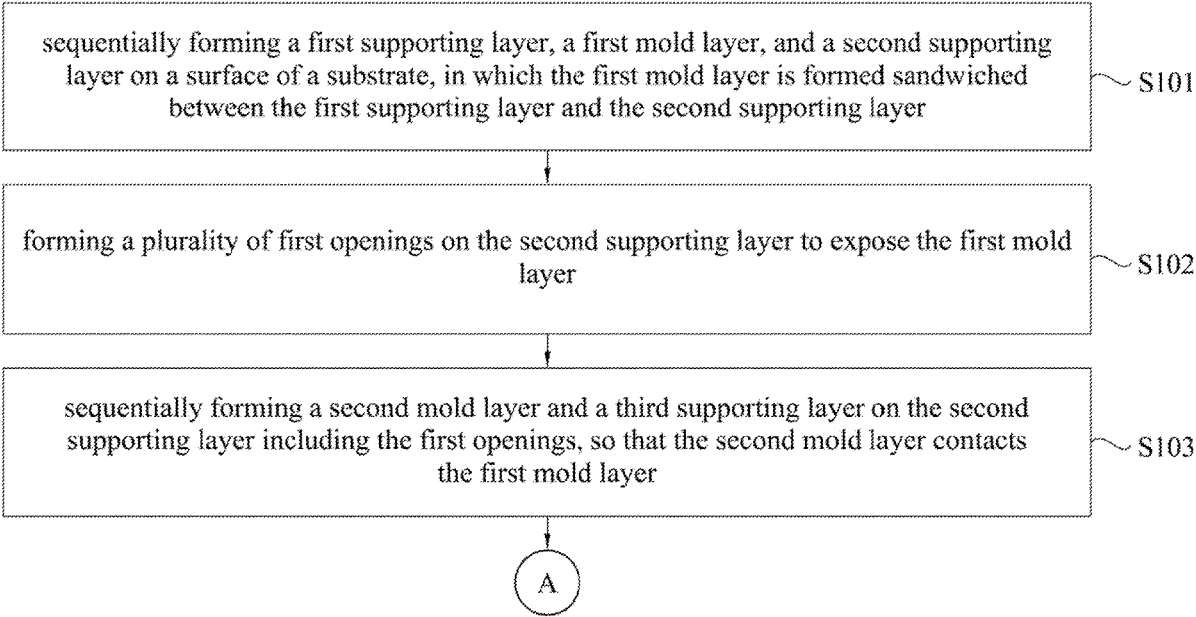 sequentially forming a first supporting layer, a first mold layer, and a second supporting
layer on a surface of a substrate, in which the first mold layer is formed sandwiched
between the first supporting layer and the second supporting layer
S101
forming a plurality of first openings on the second supporting layer to expose the first mold
layer
S102
sequentially forming a second mold layer and a third supporting layer on the second
supporting layer including the first openings, so that the second mold layer contacts
the first mold layer
S103
A